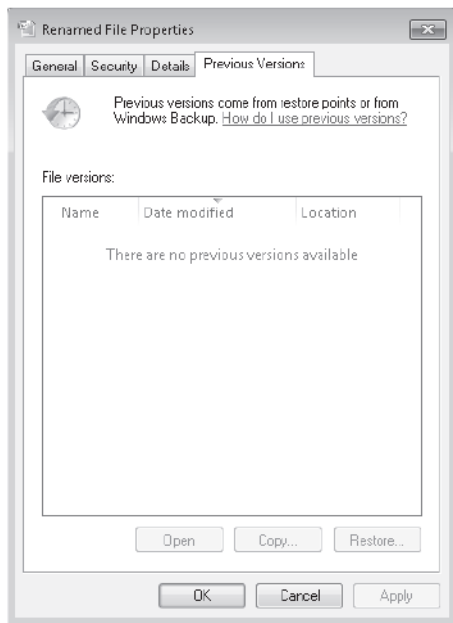 Renamed File Properties
General Security Details Previous Versions
Previous versions come from restore points or from
Windows Backup. How do I use previous versions?
File versions:
Name Date modified Location
There are no previous versions available
Open Copy... Restore...
OK Cancel Apply